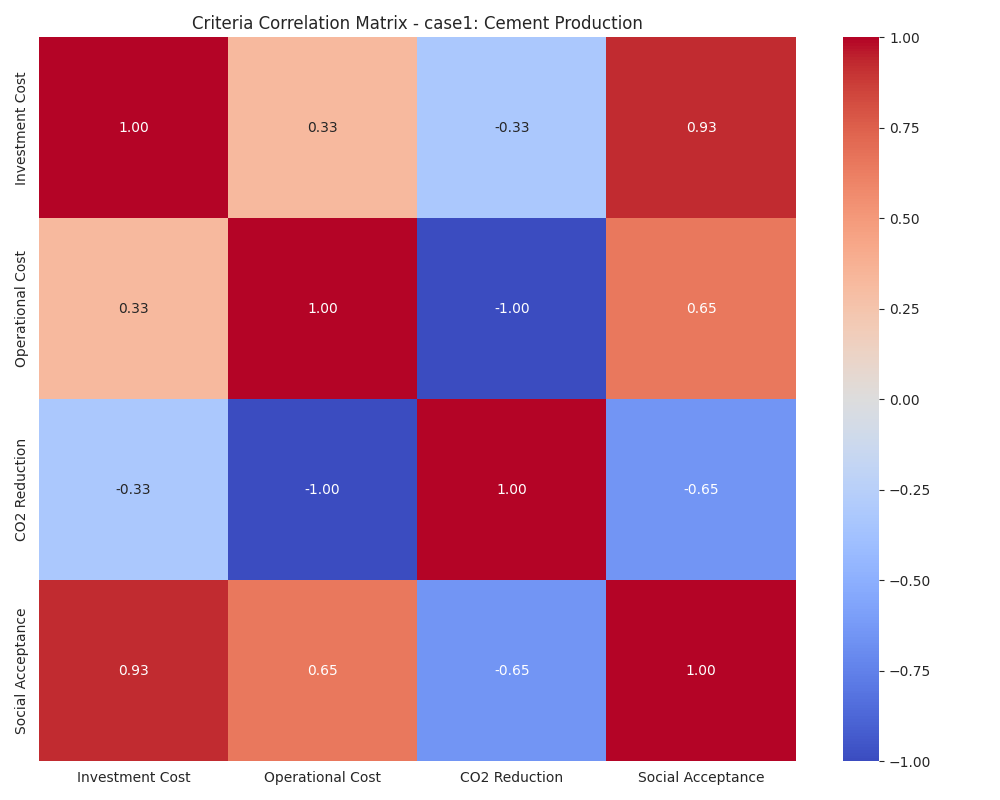 Criteria Correlation Matrix - case1: Cement Production
Investment Cost
1.00
0.33
-0.33
0.93
Operational Cost
0.33
1.00
-1.00
0.65
CO2 Reduction
-0.33
-1.00
1.00
-0.65
Social Acceptance
0.93
0.65
-0.65
1.00
Investment Cost
Operational Cost
CO2 Reduction
Social Acceptance
1.00
0.75
0.50
0.25
0.00
−0.25
−0.50
−0.75
−1.00